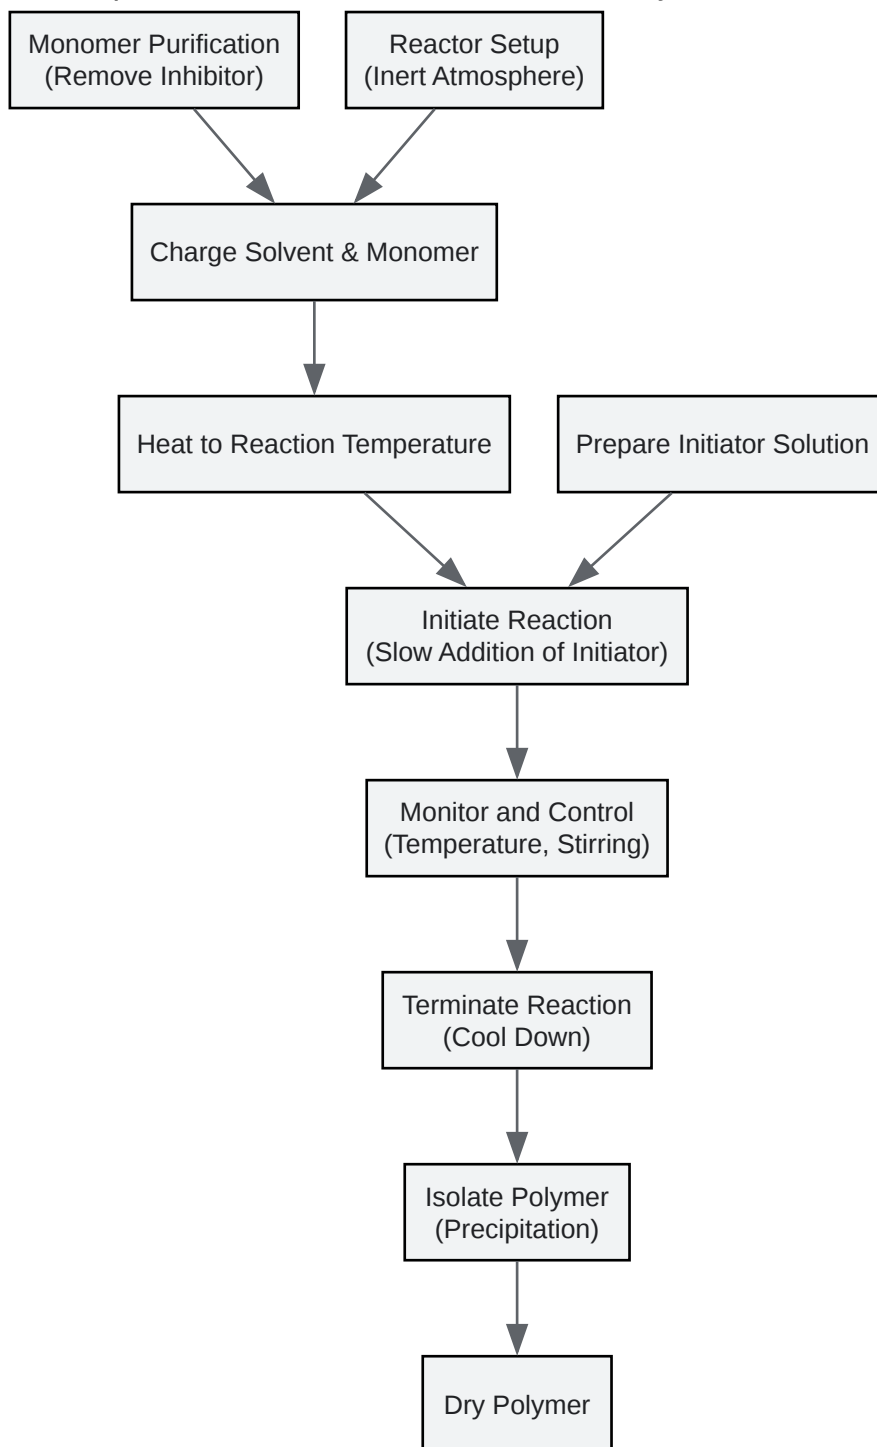 Monomer Purification
(Remove Inhibitor)
Reactor Setup
(Inert Atmosphere)
Charge Solvent & Monomer
Heat to Reaction Temperature
Prepare Initiator Solution
Initiate Reaction
(Slow Addition of Initiator)
Monitor and Control
(Temperature, Stirring)
Terminate Reaction
(Cool Down)
Isolate Polymer
(Precipitation)
Dry Polymer